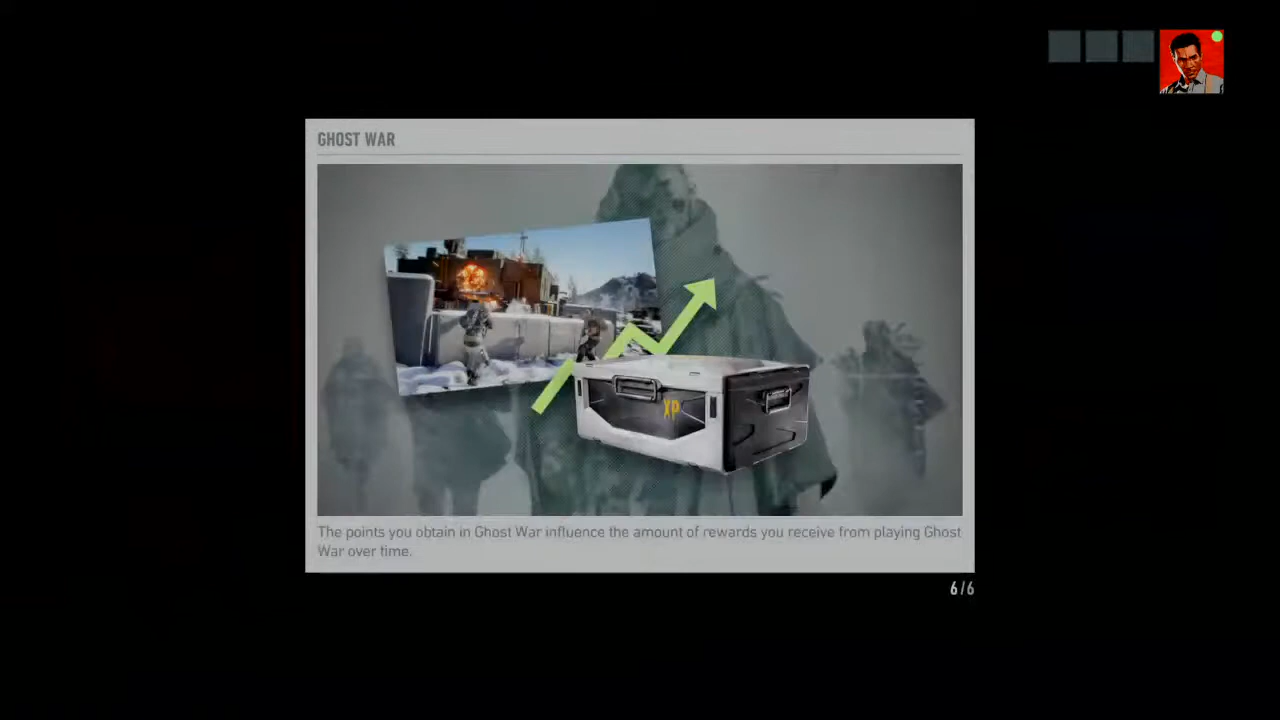 GHOST WAR
XP
The points you obtain in Ghost War influence the amount of rewards you receive from playing Ghost
War over time.
6/6